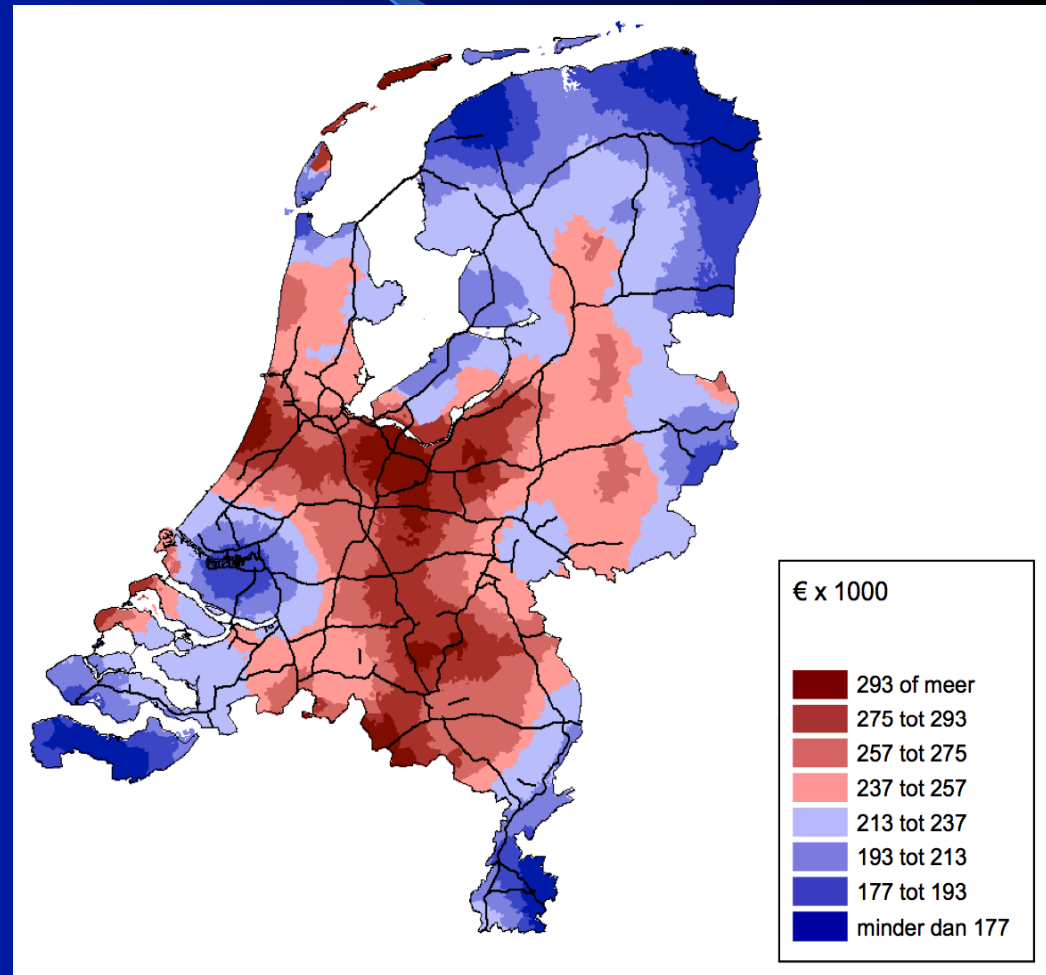 € x 1000
293 of meer
275 tot 293
257 tot 275
237 tot 257
213 tot 237
193 tot 213
177 tot 193
minder dan 177